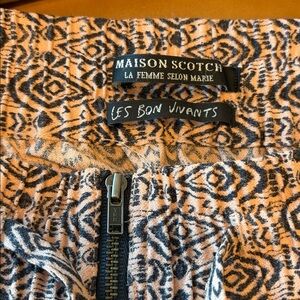 MAISON SCOTCH
LA FEMME SELON MARIE
LES BON VIVANTS